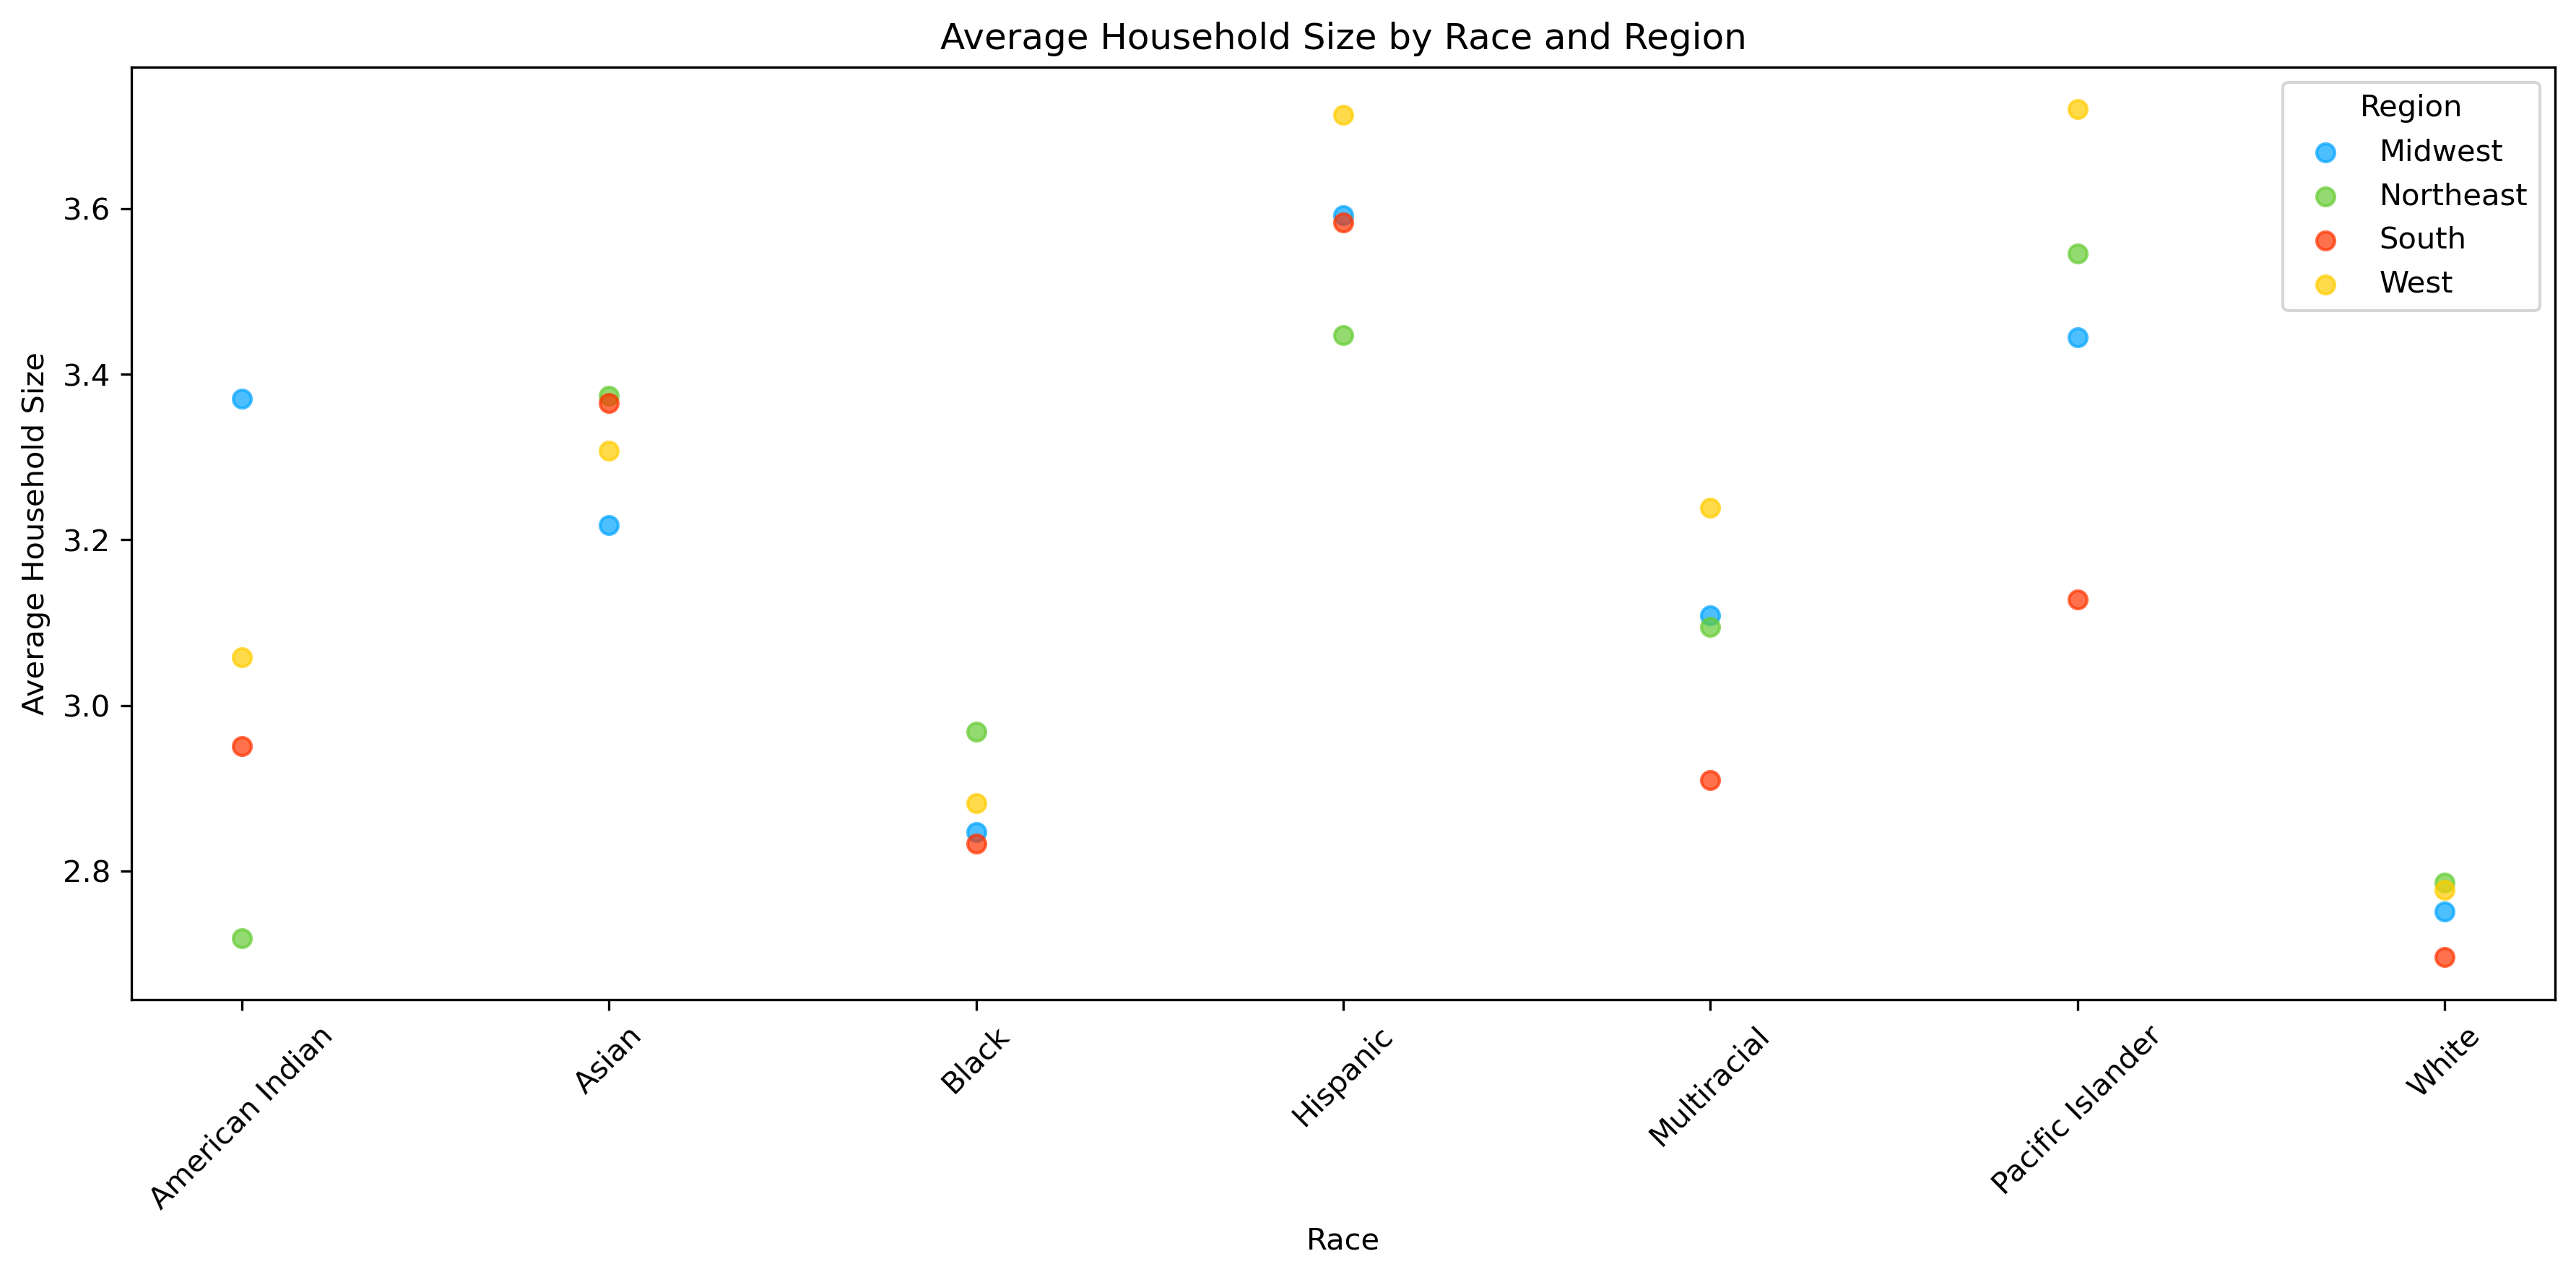 Average Household Size by Race and Region
Region
Midwest
Northeast
South
West
Average Household Size
3.6
3.4
3.2
3.0
2.8
American Indian
Asian
Black
Hispanic
Multiracial
Pacific Islander
White
Race